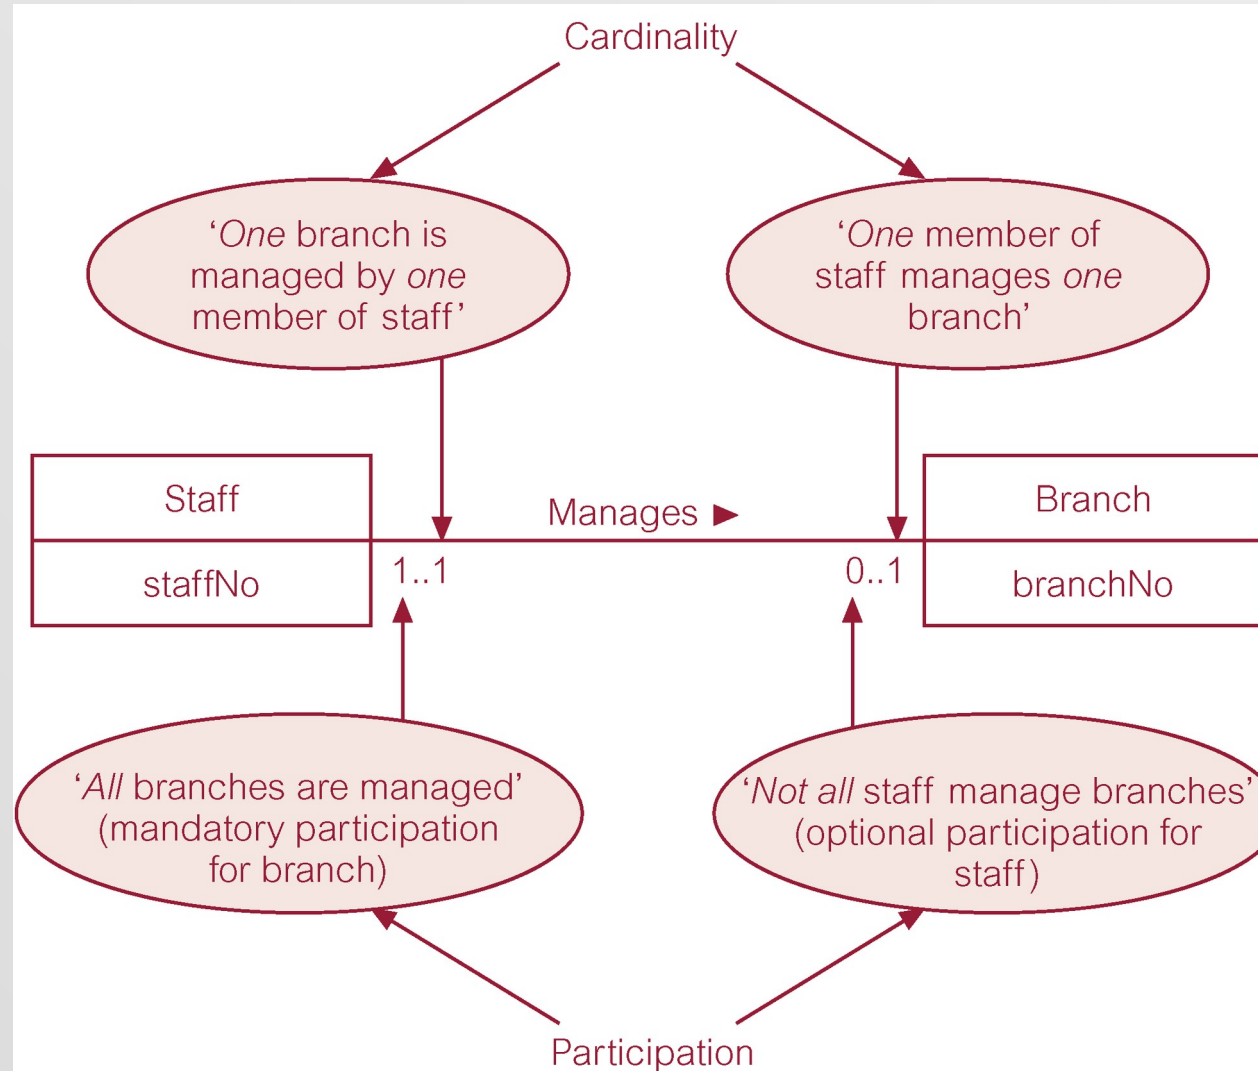 Cardinality
‘One branch is
managed by one
member of staff’
‘One member of
staff manages one
branch’
Staff
staffNo
1..1
Manages ►
0..1
Branch
branchNo
‘All branches are managed’
(mandatory participation
for branch)
‘Not all staff manage branches’
(optional participation for
staff)
Participation